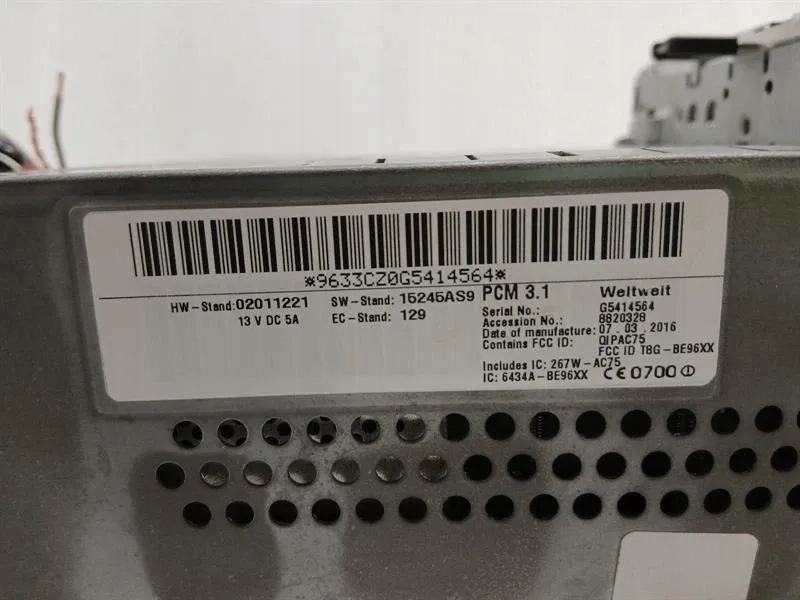 *9633CZ0G5414564*
HW-Stand:02011221
13 V DC 5A
SW-Stand: 15245AS9
EC-Stand: 129
PCM 3.1 Weltweit
Serial No.: G5414564
Accession No.: 8820328
Date of manufacture: 07 .03 .2016
Contains FCC ID: QIPAC75
FCC ID T8G-BE96XX
Includes IC: 267W-AC75
IC: 6434A-BE96XX CE0700